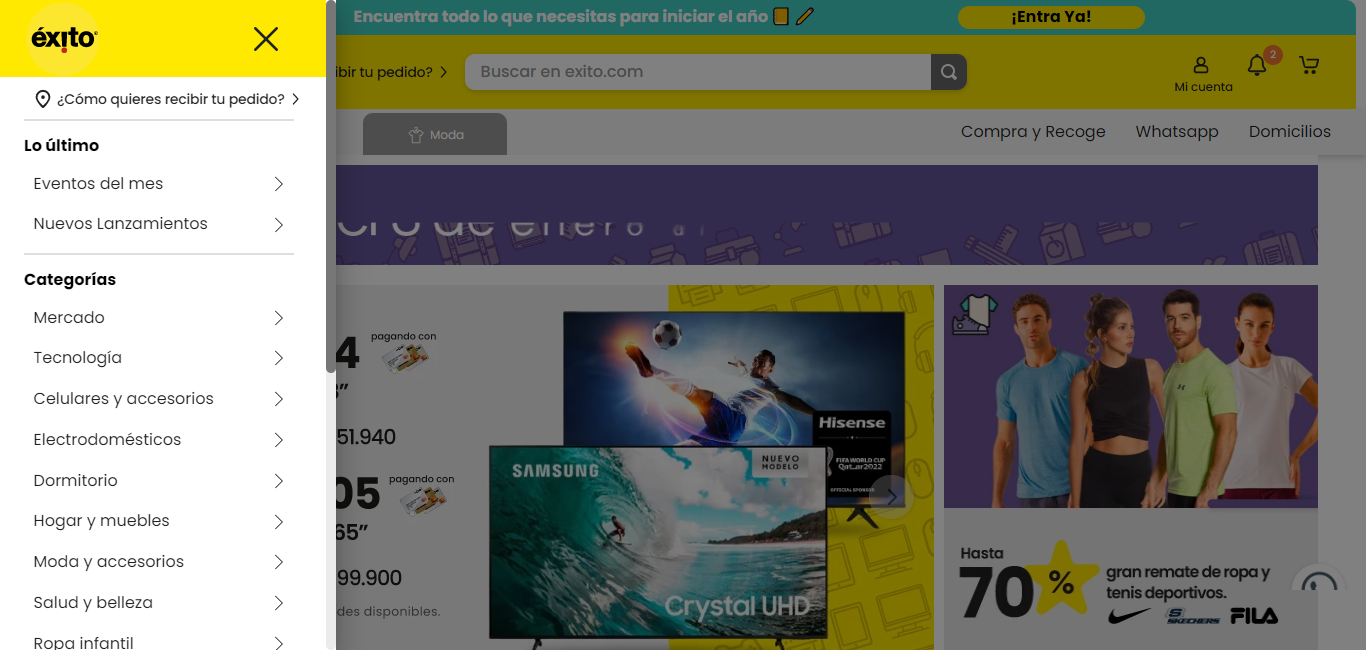 éxito
¿Cómo quieres recibir tu pedido?
Lo último
Eventos del mes
Nuevos Lanzamientos
Categorías
Mercado
Tecnología
Celulares y accesorios
Electrodomésticos
Dormitorio
Hogar y muebles
Moda y accesorios
Salud y belleza
Ropa infantil
Encuentra todo lo que necesitas para iniciar el año
¡Entra Ya!
ibir tu pedido?
Buscar en exito.com
Mi cuenta
2
Moda
Compra y Recoge
Whatsapp
Domicilios
de enero
4
pagando con
51.940
05
pagando con
65”
99.900
des disponibles.
Hisense
FIFA WORLD CUP
Qatar2022
OFFICIAL SPONSOR
SAMSUNG
NUEVO
MODELO
Crystal UHD
Hasta
70%
gran remate de ropa y
tenis deportivos.
SKECHERS
FILA